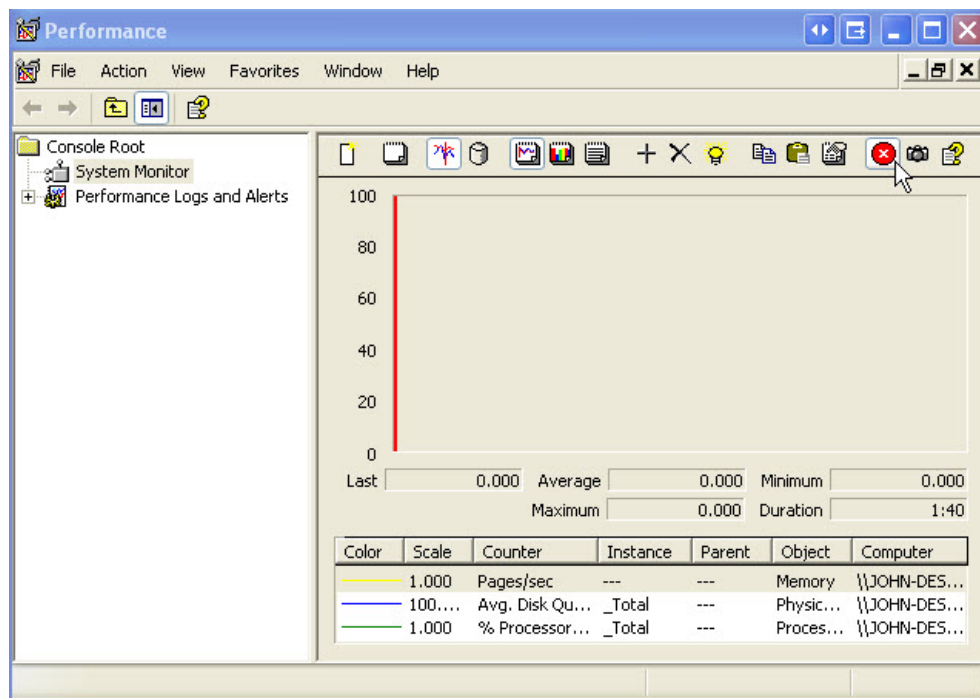 Performance
File Action View Favorites Window Help
Console Root
System Monitor
Performance Logs and Alerts
100
80
60
40
20
0
Last 0.000 Average 0.000 Minimum 0.000
Maximum 0.000 Duration 1:40
Color Scale Counter Instance Parent Object Computer
1.000 Pages/sec --- --- Memory \\JOHN-DES...
100.... Avg. Disk Qu... _Total --- Physic... \\JOHN-DES...
1.000 % Processor... _Total --- Proces... \\JOHN-DES...